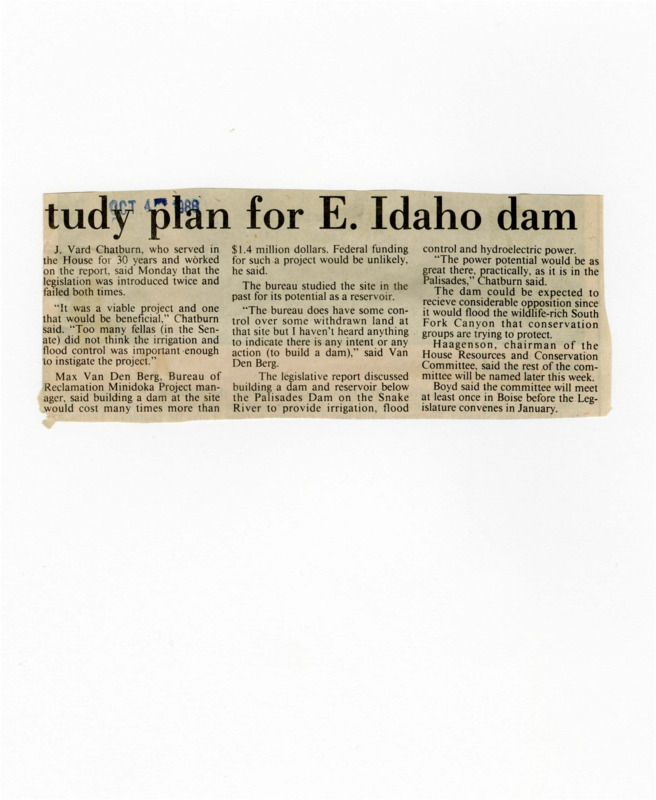 OCT 4 1988
tudy plan for E. Idaho dam
J. Vard Chatburn, who served in
the House for 30 years and worked
on the report, said Monday that the
legislation was introduced twice and
failed both times.
"It was a viable project and one
that would be beneficial," Chatburn
said. "Too many fellas (in the Sen-
ate) did not think the irrigation and
flood control was important enough
to instigate the project."
Max Van Den Berg, Bureau of
Reclamation Minidoka Project man-
ager, said building a dam at the site
would cost many times more than
$1.4 million dollars. Federal funding
for such a project would be unlikely,
he said.
The bureau studied the site in the
past for its potential as a reservoir.
"The bureau does have some con-
trol over some withdrawn land at
that site but I haven't heard anything
to indicate there is any intent or any
action (to build a dam)," said Van
Den Berg.
The legislative report discussed
building a dam and reservoir below
the Palisades Dam on the Snake
River to provide irrigation, flood
control and hydroelectric power.
"The power potential would be as
great there, practically, as it is in the
Palisades," Chatburn said.
The dam could be expected to
recieve considerable opposition since
it would flood the wildlife-rich South
Fork Canyon that conservation
groups are trying to protect.
Haagenson, chairman of the
House Resources and Conservation
Committee, said the rest of the com-
mittee will be named later this week.
Boyd said the committee will meet
at least once in Boise before the Leg-
islature convenes in January.